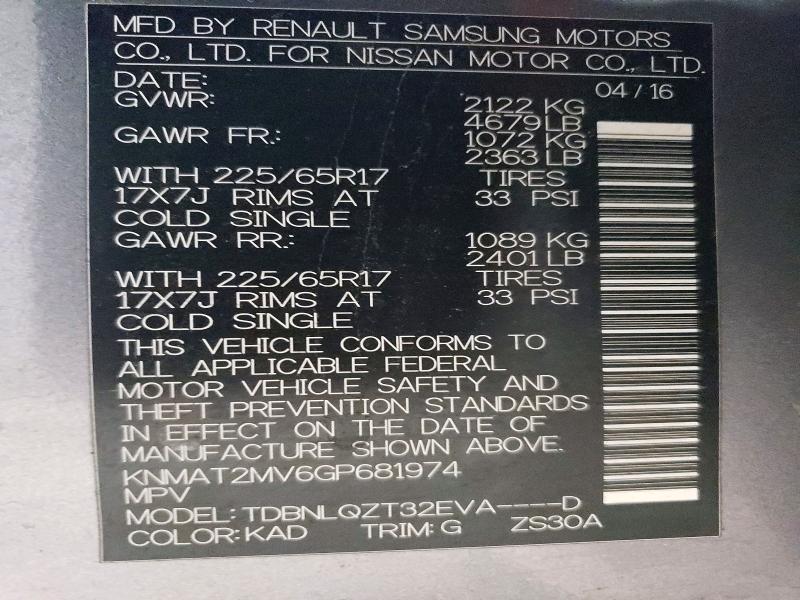 MFD BY RENAULT SAMSUNG MOTORS
CO., LTD. FOR NISSAN MOTOR CO., LTD.
DATE: 04 / 16
GVWR: 2122 KG
4679 LB
GAWR FR.: 1072 KG
2363 LB
WITH 225/65R17 TIRES
17X7J RIMS AT 33 PSI
COLD SINGLE
GAWR RR.: 1089 KG
2401 LB
WITH 225/65R17 TIRES
17X7J RIMS AT 33 PSI
COLD SINGLE
THIS VEHICLE CONFORMS TO
ALL APPLICABLE FEDERAL
MOTOR VEHICLE SAFETY AND
THEFT PREVENTION STANDARDS
IN EFFECT ON THE DATE OF
MANUFACTURE SHOWN ABOVE.
KNMAT2MV6GP681974
MPV
MODEL: TDBNLQZT32EVA----D
COLOR: KAD TRIM: G ZS30A